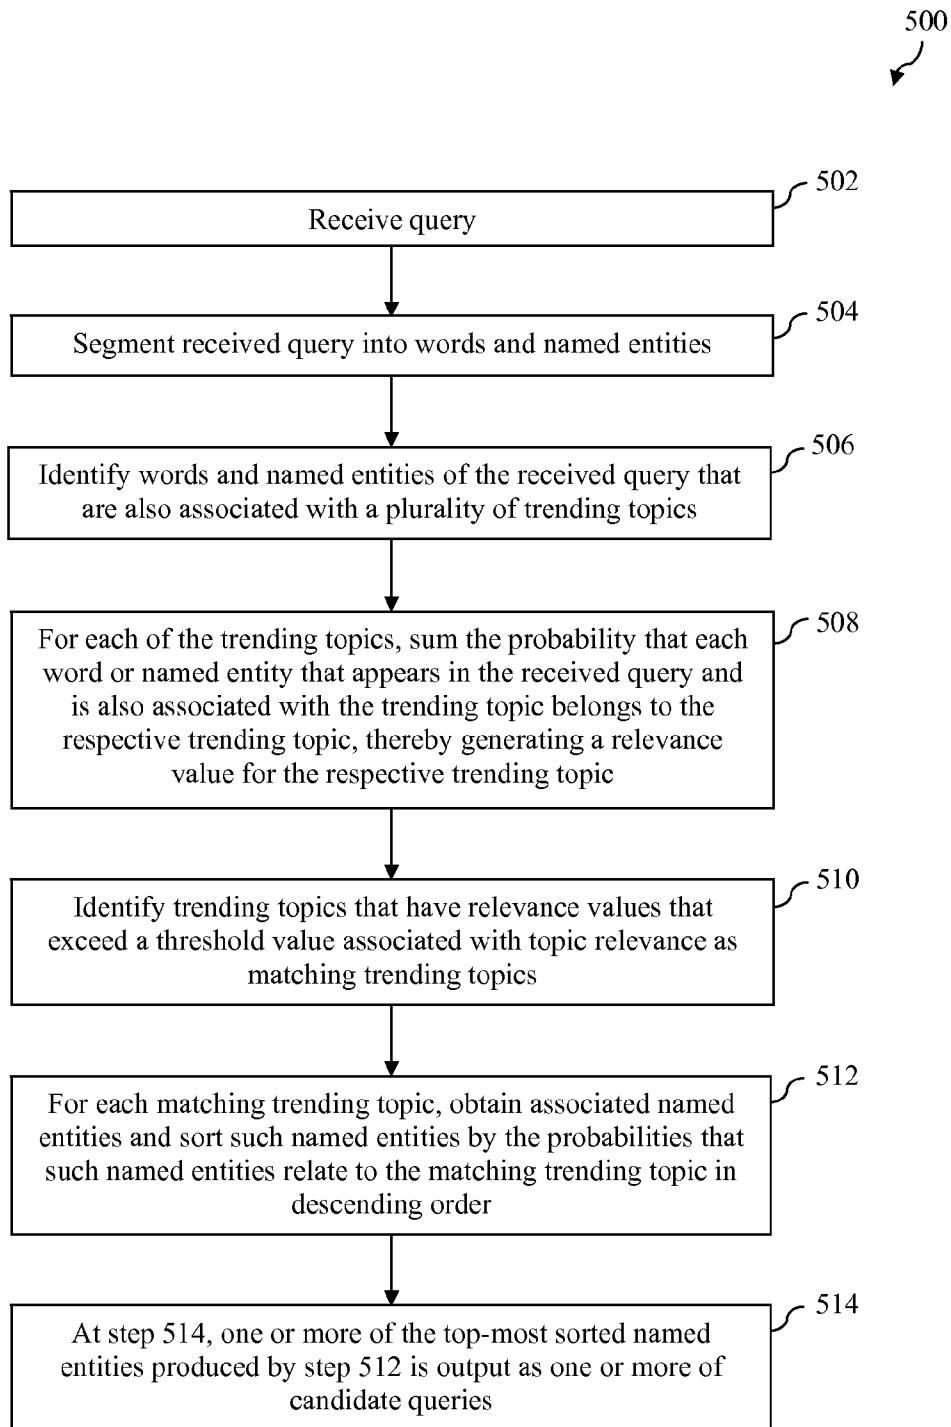 500
502
Receive query
504
Segment received query into words and named entities
506
Identify words and named entities of the received query that
are also associated with a plurality of trending topics
508
For each of the trending topics, sum the probability that each
word or named entity that appears in the received query and
is also associated with the trending topic belongs to the
respective trending topic, thereby generating a relevance
value for the respective trending topic
510
Identify trending topics that have relevance values that
exceed a threshold value associated with topic relevance as
matching trending topics
512
For each matching trending topic, obtain associated named
entities and sort such named entities by the probabilities that
such named entities relate to the matching trending topic in
descending order
514
At step 514, one or more of the top-most sorted named
entities produced by step 512 is output as one or more of
candidate queries